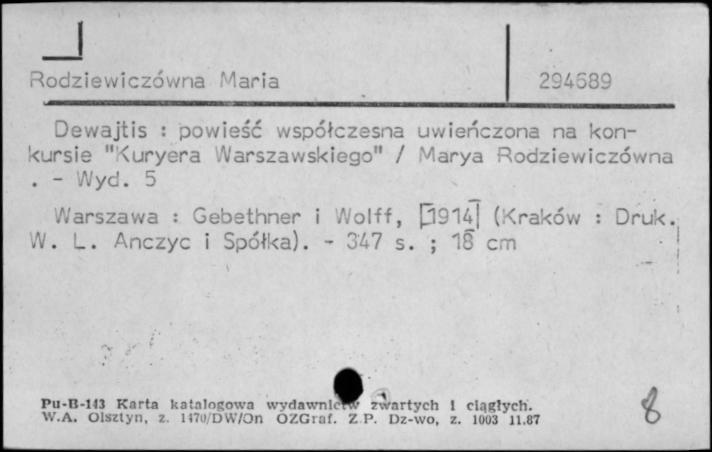 Rodziewiczówna Maria 294689
Dewajtis : powieść współczesna uwieńczona na kon-
kursie "Kuryera Warszawskiego" / Marya Rodziewiczówna
. - Wyd. 5
Warszawa : Gebethner i Wolff, [1914] (Kraków : Druk.
W. L. Anczyc i Spółka). - 347 s. ; 18 cm
Pu-B-143 Karta katalogowa wydawnictw zwartych i ciągłych.
W.A. Olsztyn, z. 1470/DW/On OZGraf. Z.P. Dz-wo, z. 1003 11.87
8